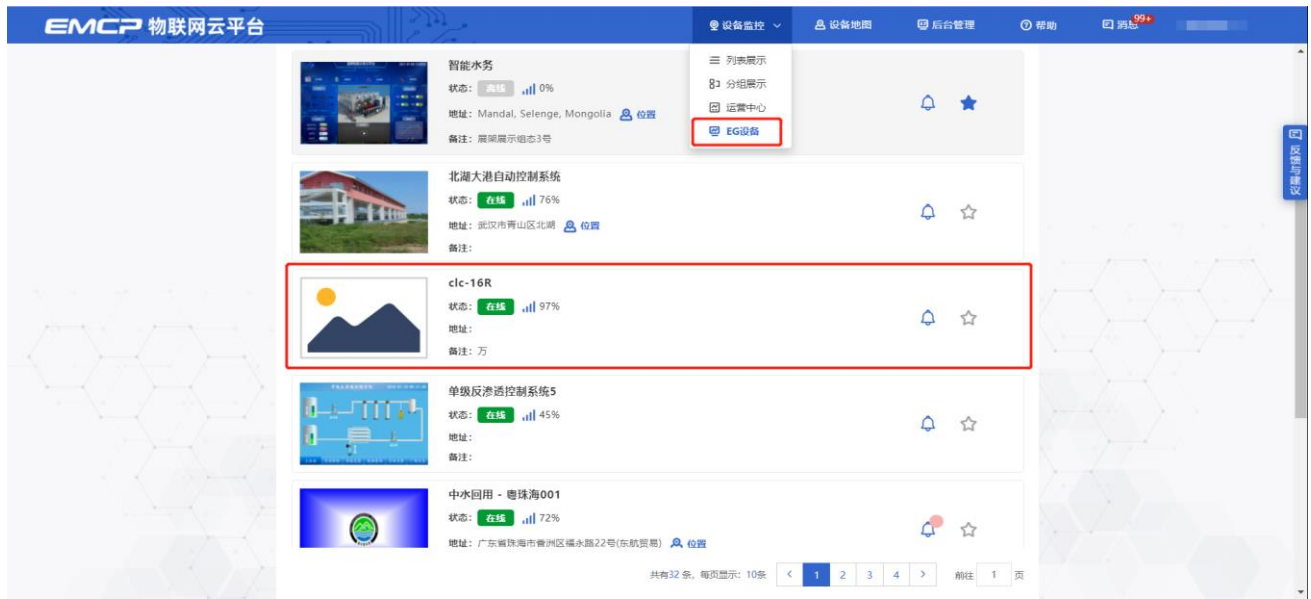 EMCP 物联网云平台
设备监控
设备地图
后台管理
帮助
消息
99+
列表展示
分组展示
运营中心
EG设备
智能水务
状态: 离线 0%
地址: Mandal, Selenge, Mongolia 位置
备注: 展架展示组态3号
北湖大港自动控制系统
状态: 在线 76%
地址: 武汉市青山区北湖 位置
备注:
clc-16R
状态: 在线 97%
地址:
备注: 万
单级反渗透控制系统5
状态: 在线 45%
地址:
备注:
中水回用 - 粤珠海001
状态: 在线 72%
地址: 广东省珠海市香洲区福永路22号(东航贸易) 位置
共有32 条, 每页显示: 10条 < 1 2 3 4 > 前往 1 页
反馈与建议